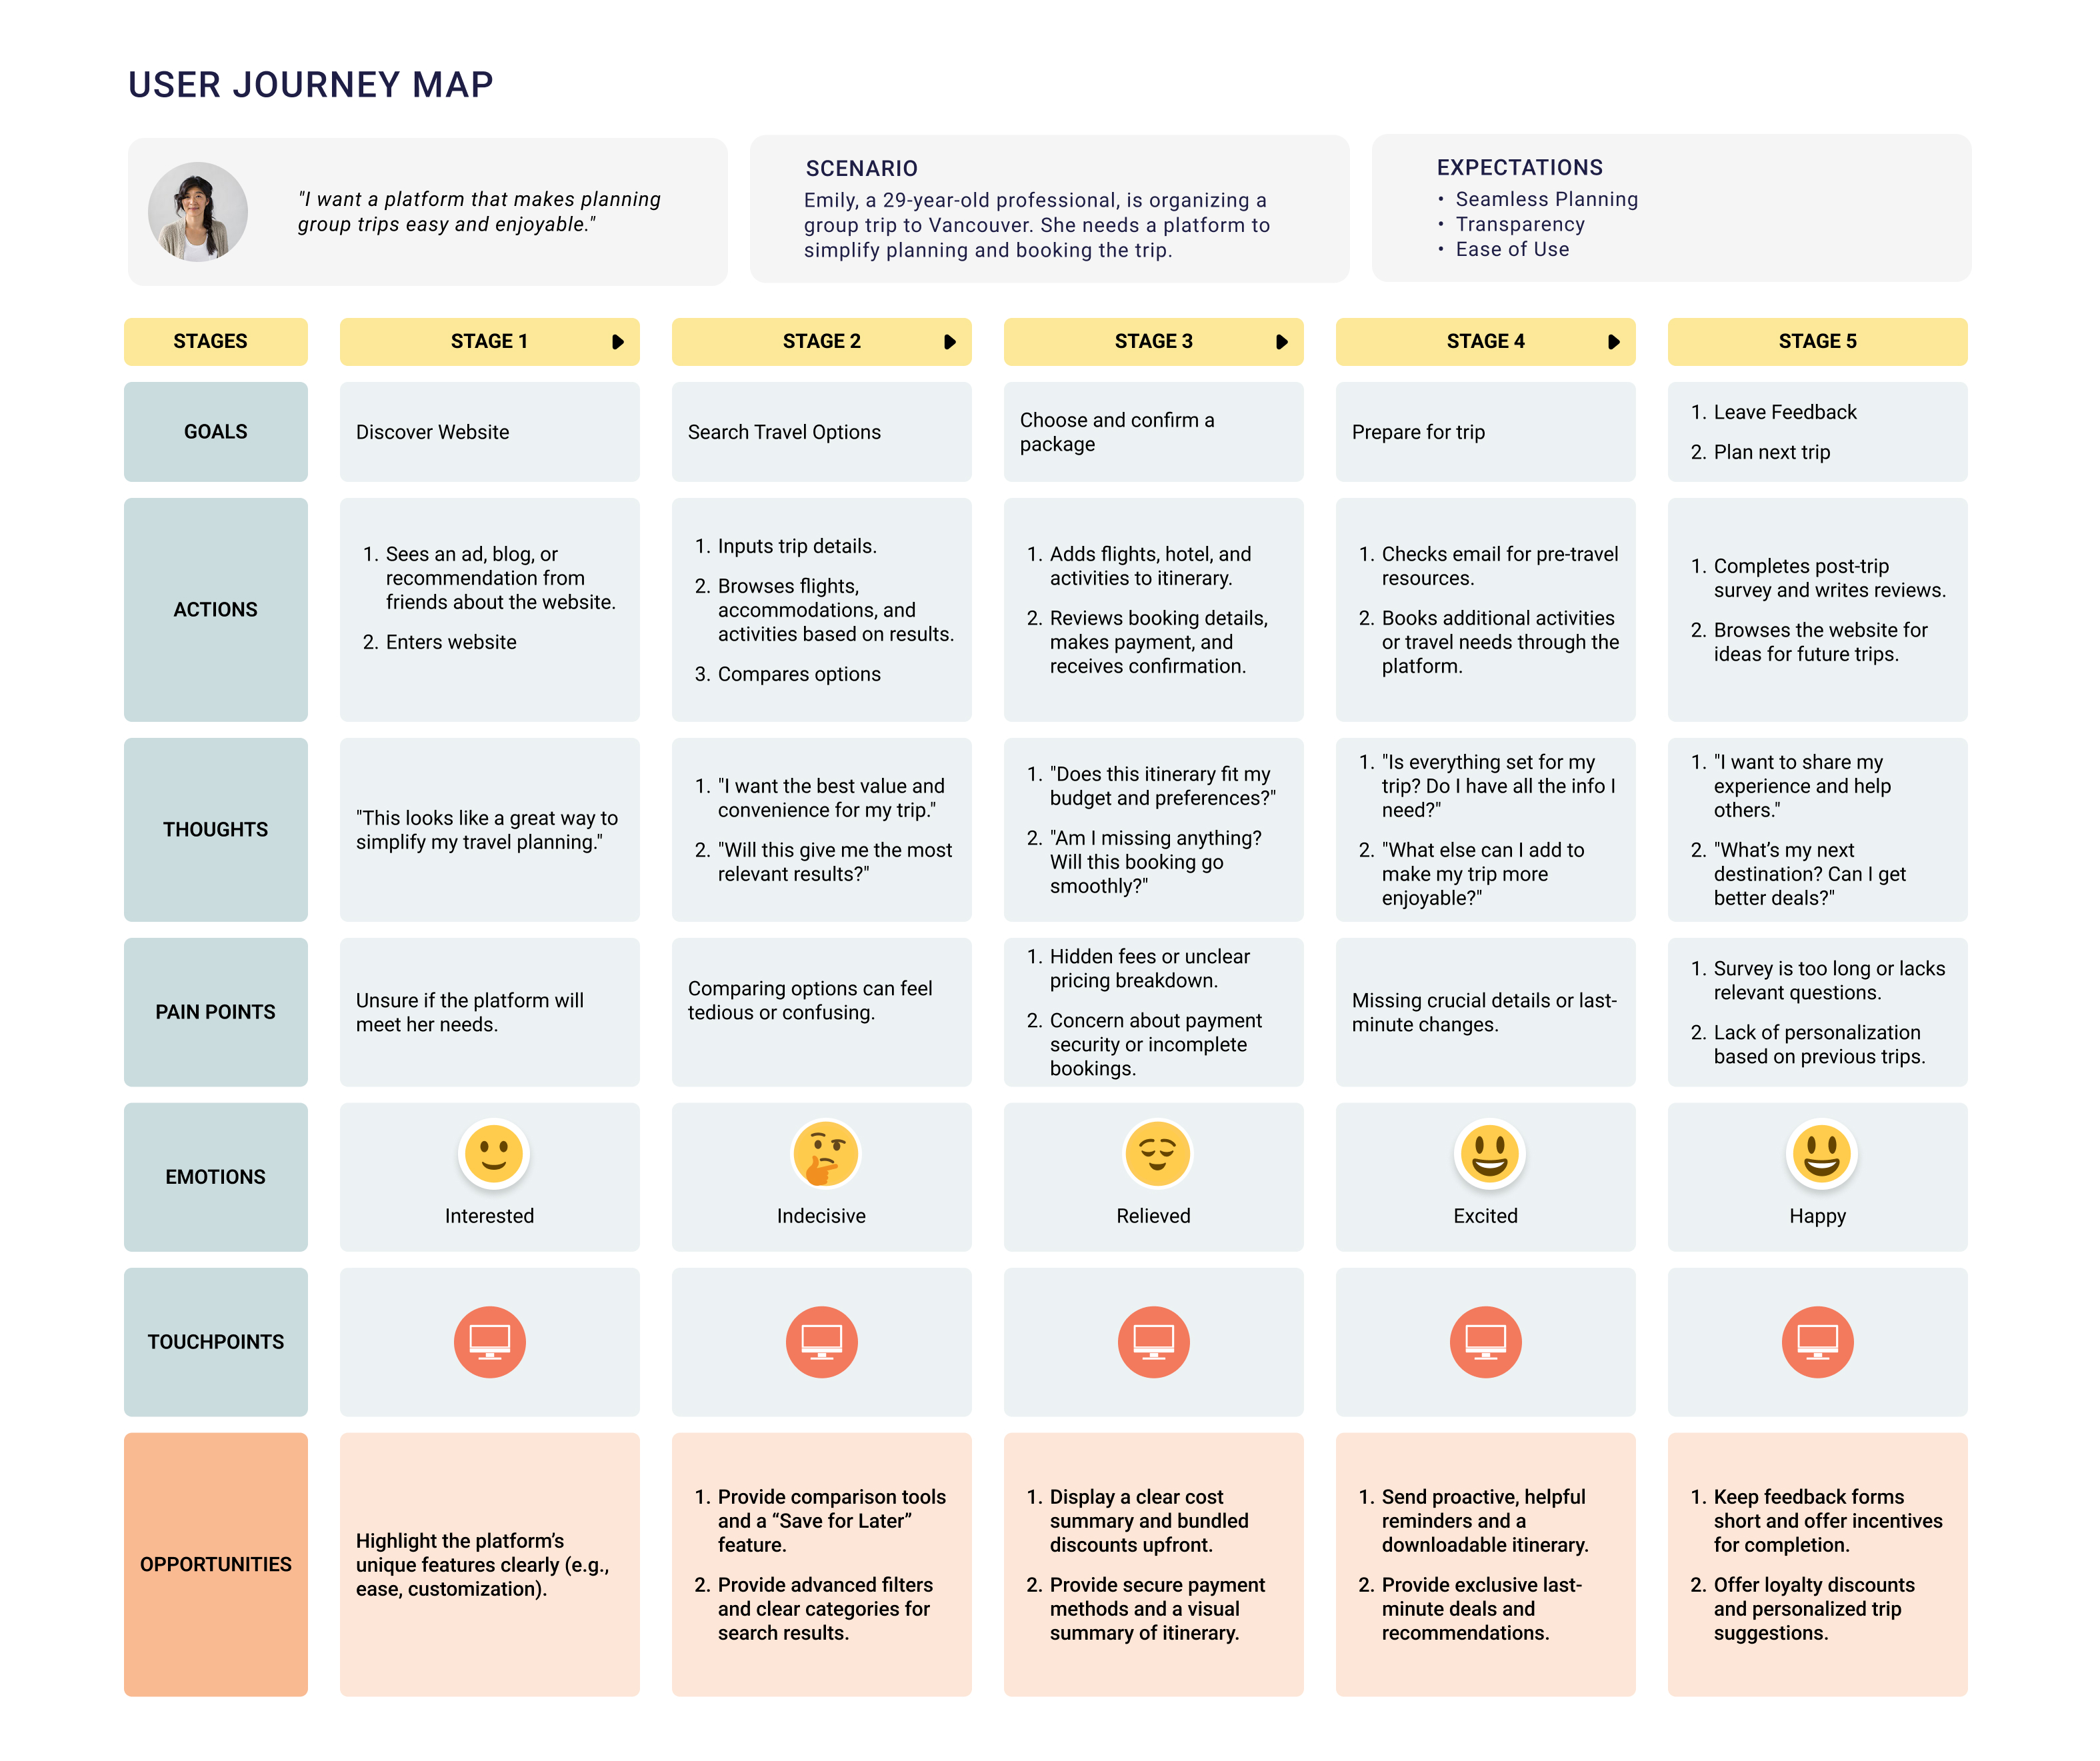 USER JOURNEY MAP
"I want a platform that makes planning
group trips easy and enjoyable."
SCENARIO
Emily, a 29-year-old professional, is organizing a
group trip to Vancouver. She needs a platform to
simplify planning and booking the trip.
EXPECTATIONS
• Seamless Planning
• Transparency
• Ease of Use
STAGES
STAGE 1
STAGE 2
STAGE 3
STAGE 4
STAGE 5
GOALS
Discover Website
Search Travel Options
Choose and confirm a
package
Prepare for trip
1. Leave Feedback
2. Plan next trip
ACTIONS
1. Sees an ad, blog, or
recommendation from
friends about the website.
2. Enters website
1. Inputs trip details.
2. Browses flights,
accommodations, and
activities based on results.
3. Compares options
1. Adds flights, hotel, and
activities to itinerary.
2. Reviews booking details,
makes payment, and
receives confirmation.
1. Checks email for pre-travel
resources.
2. Books additional activities
or travel needs through the
platform.
1. Completes post-trip
survey and writes reviews.
2. Browses the website for
ideas for future trips.
THOUGHTS
"This looks like a great way to
simplify my travel planning."
1. "I want the best value and
convenience for my trip."
2. "Will this give me the most
relevant results?"
1. "Does this itinerary fit my
budget and preferences?"
2. "Am I missing anything?
Will this booking go
smoothly?"
1. "Is everything set for my
trip? Do I have all the info I
need?"
2. "What else can I add to
make my trip more
enjoyable?"
1. "I want to share my
experience and help
others."
2. "What’s my next
destination? Can I get
better deals?"
PAIN POINTS
Unsure if the platform will
meet her needs.
Comparing options can feel
tedious or confusing.
1. Hidden fees or unclear
pricing breakdown.
2. Concern about payment
security or incomplete
bookings.
Missing crucial details or last-
minute changes.
1. Survey is too long or lacks
relevant questions.
2. Lack of personalization
based on previous trips.
EMOTIONS
Interested
Indecisive
Relieved
Excited
Happy
TOUCHPOINTS
OPPORTUNITIES
Highlight the platform’s
unique features clearly (e.g.,
ease, customization).
1. Provide comparison tools
and a “Save for Later”
feature.
2. Provide advanced filters
and clear categories for
search results.
1. Display a clear cost
summary and bundled
discounts upfront.
2. Provide secure payment
methods and a visual
summary of itinerary.
1. Send proactive, helpful
reminders and a
downloadable itinerary.
2. Provide exclusive last-
minute deals and
recommendations.
1. Keep feedback forms
short and offer incentives
for completion.
2. Offer loyalty discounts
and personalized trip
suggestions.